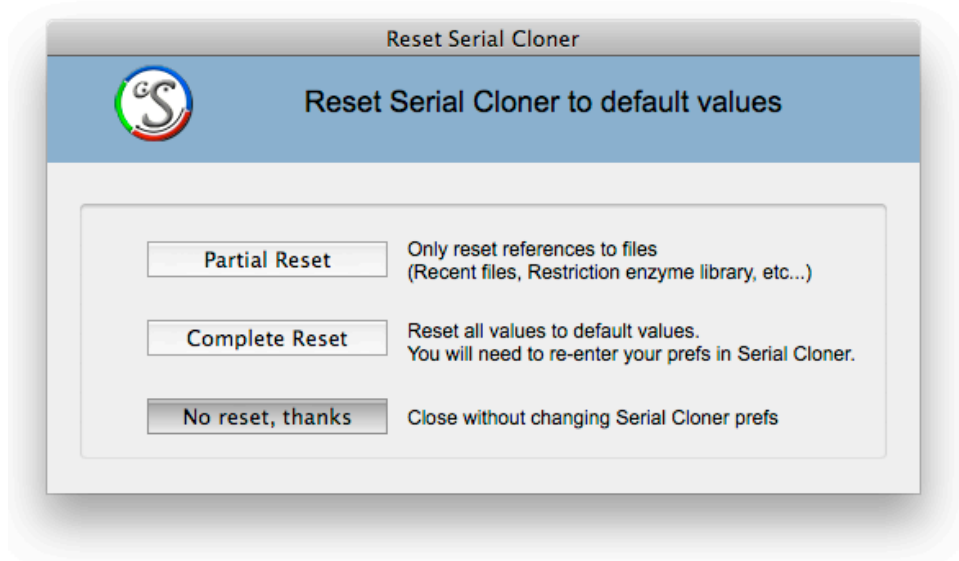 Reset Serial Cloner
Reset Serial Cloner to default values
Partial Reset
Only reset references to files
(Recent files, Restriction enzyme library, etc...)
Complete Reset
Reset all values to default values.
You will need to re-enter your prefs in Serial Cloner.
No reset, thanks
Close without changing Serial Cloner prefs